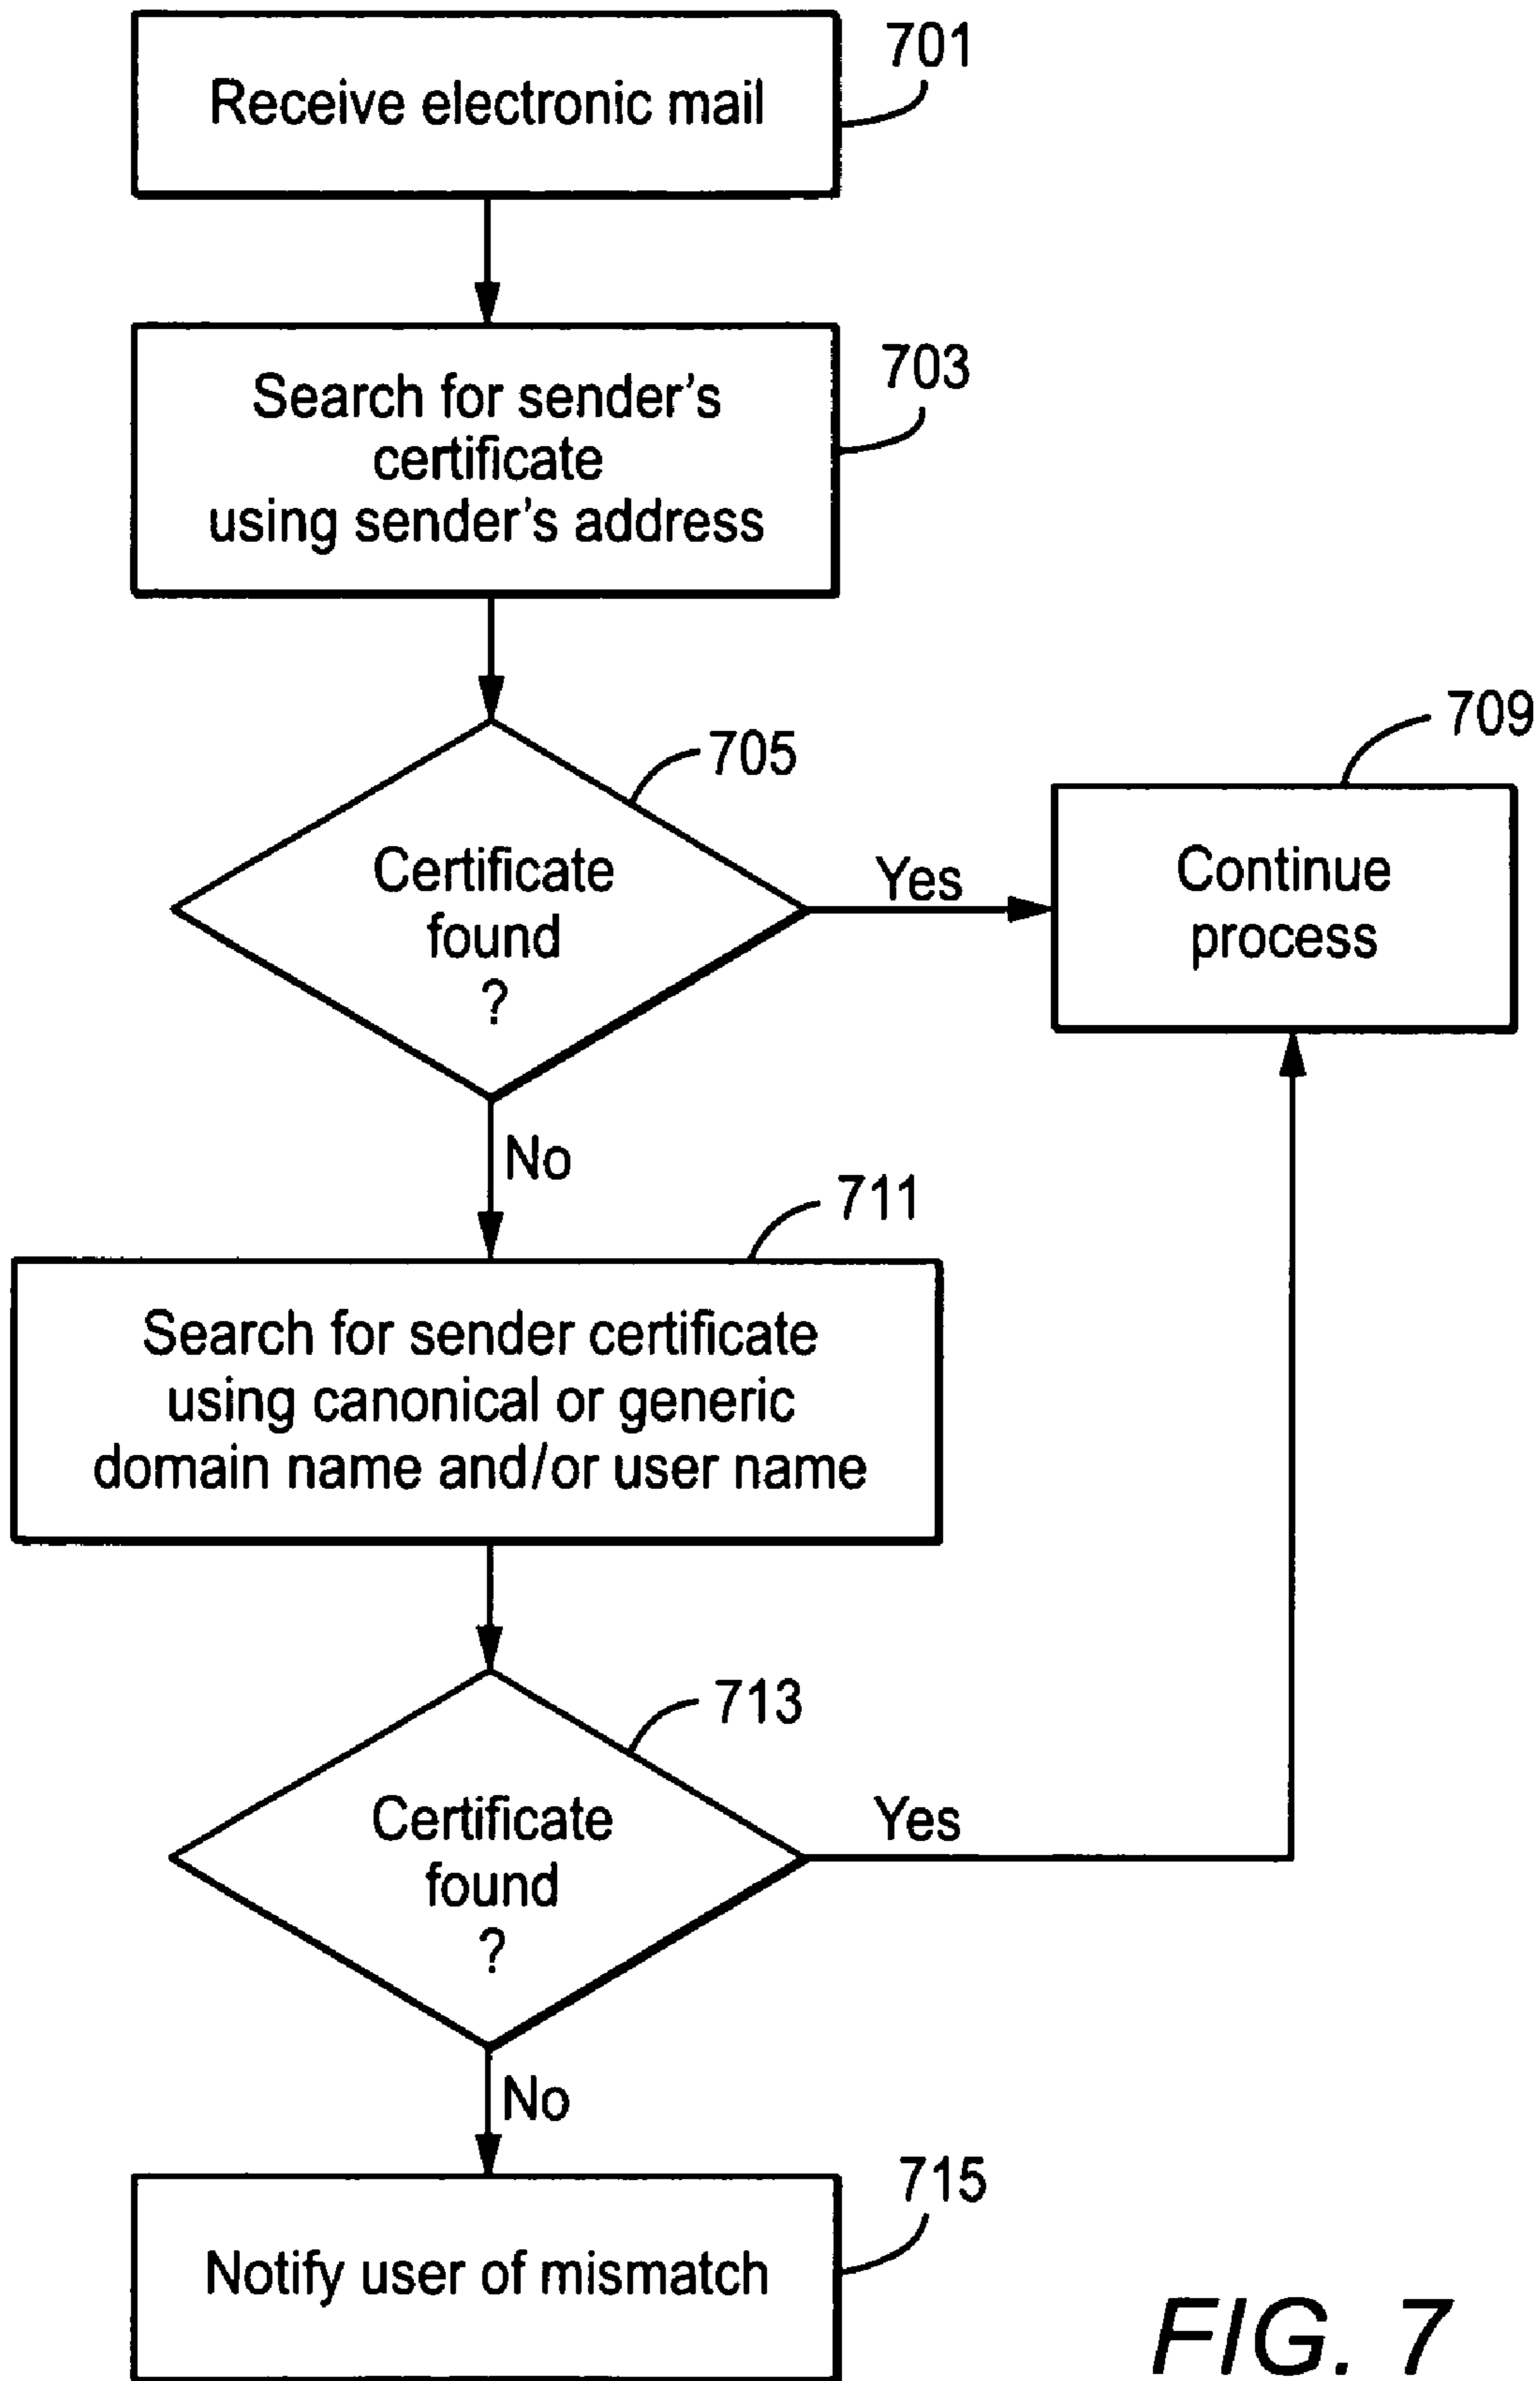 Receive electronic mail
701
Search for sender's
certificate
using sender's address
703
705
Certificate
found
?
Yes
709
Continue
process
No
711
Search for sender certificate
using canonical or generic
domain name and/or user name
713
Certificate
found
?
Yes
No
715
Notify user of mismatch
FIG. 7